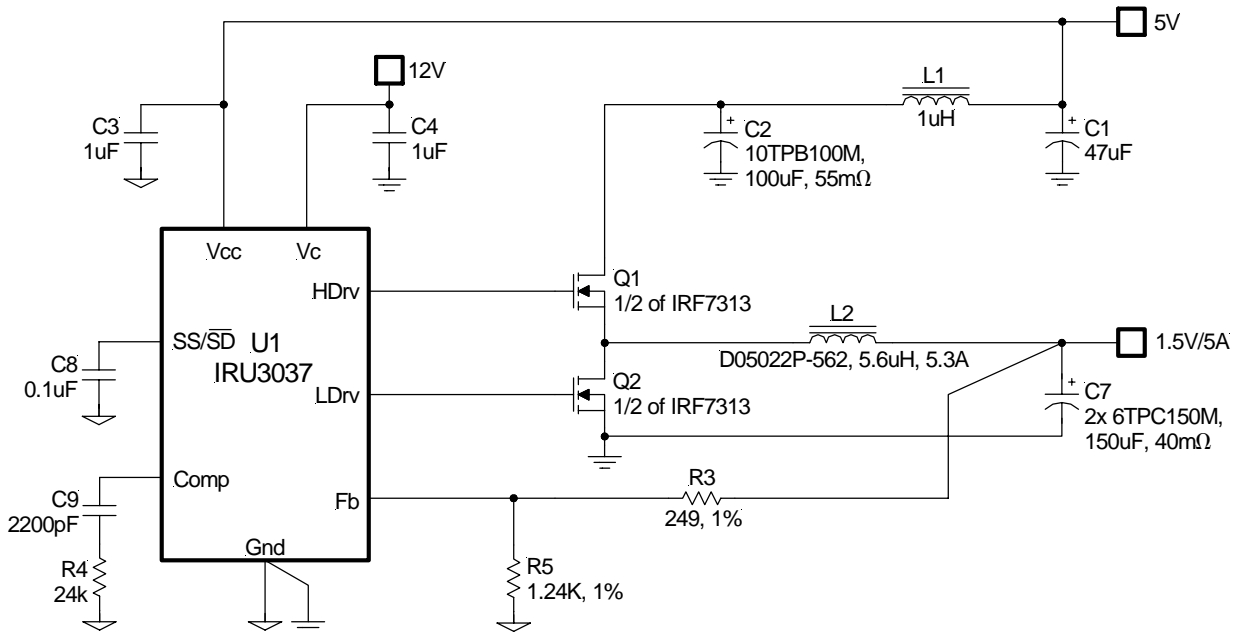 5V
12V
L1
1uH
C3
1uF
C4
1uF
C2
10TPB100M,
100uF, 55mΩ
C1
47uF
Vcc
Vc
HDrv
Q1
1/2 of IRF7313
SS/SD
U1
IRU3037
L2
D05022P-562, 5.6uH, 5.3A
1.5V/5A
C8
0.1uF
LDrv
Q2
1/2 of IRF7313
C7
2x 6TPC150M,
150uF, 40mΩ
Comp
Fb
R3
249, 1%
C9
2200pF
Gnd
R4
24k
R5
1.24K, 1%